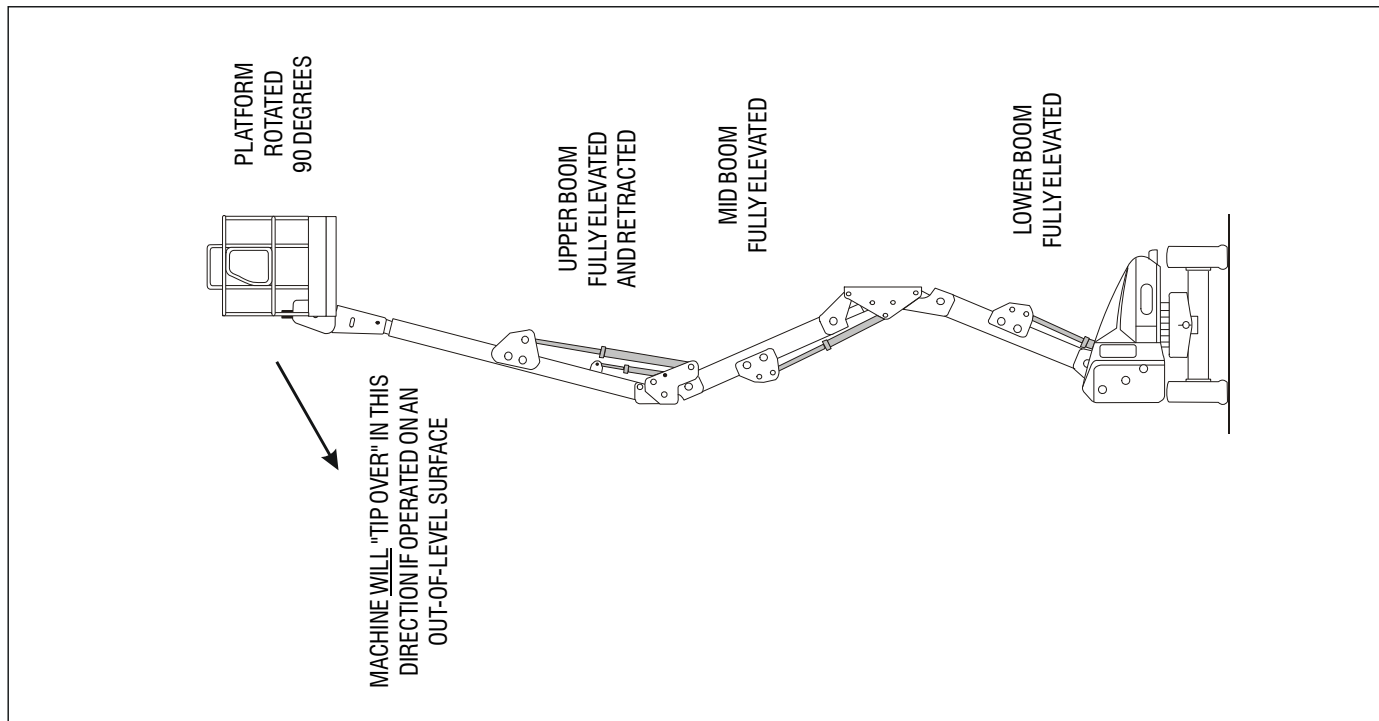 PLATFORM
ROTATED
90 DEGREES
UPPER BOOM
FULLY ELEVATED
AND RETRACTED
MID BOOM
FULLY ELEVATED
LOWER BOOM
FULLY ELEVATED
MACHINE WILL "TIP OVER" IN THIS
DIRECTION IF OPERATED ON AN
OUT-OF-LEVEL SURFACE